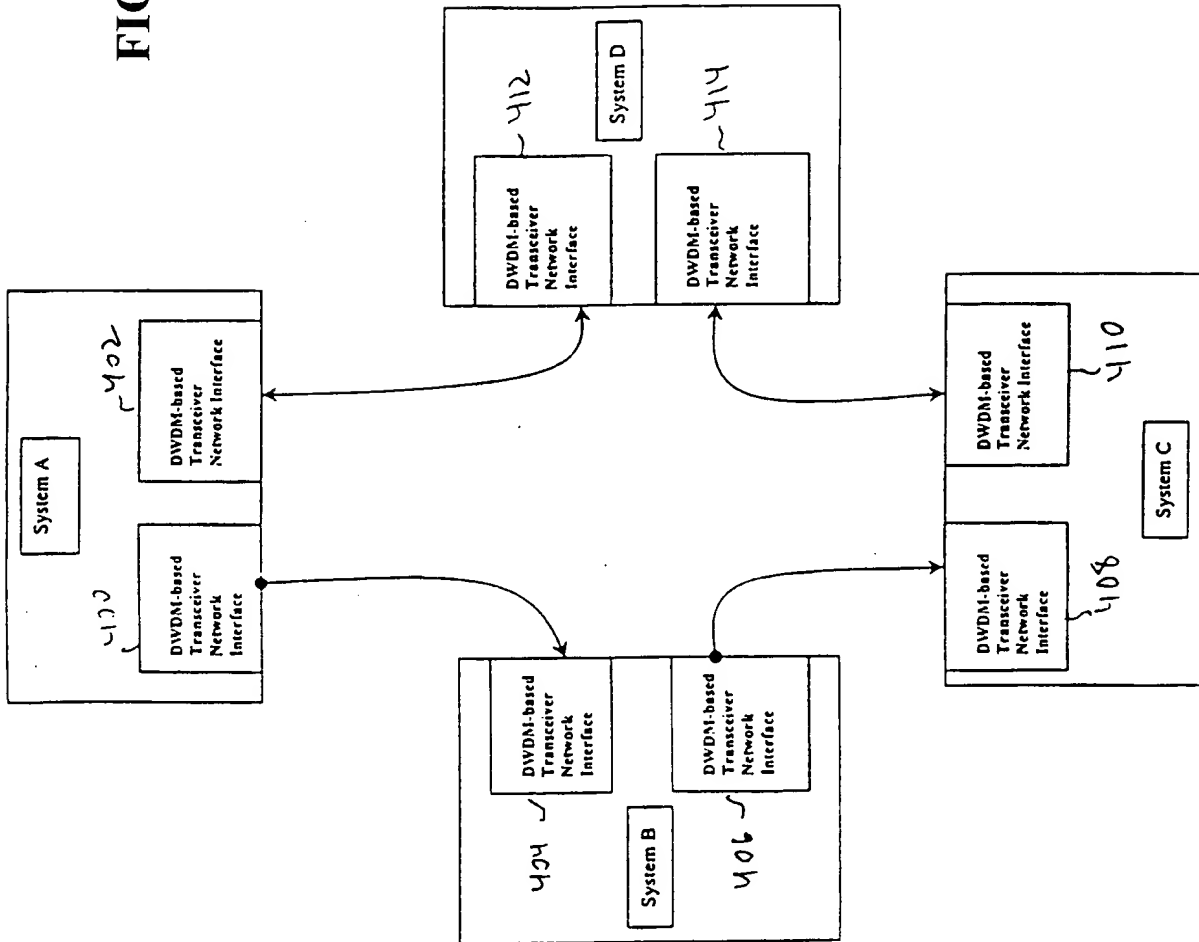 FIG
System A
400
DWDM-based
Transceiver
Network
Interface
402
DWDM-based
Transceiver
Network Interface
404
DWDM-based
Transceiver
Network
Interface
System B
406
DWDM-based
Transceiver
Network
Interface
412
DWDM-based
Transceiver
Network
Interface
System D
414
DWDM-based
Transceiver
Network
Interface
408
DWDM-based
Transceiver
Network
Interface
410
DWDM-based
Transceiver
Network Interface
System C